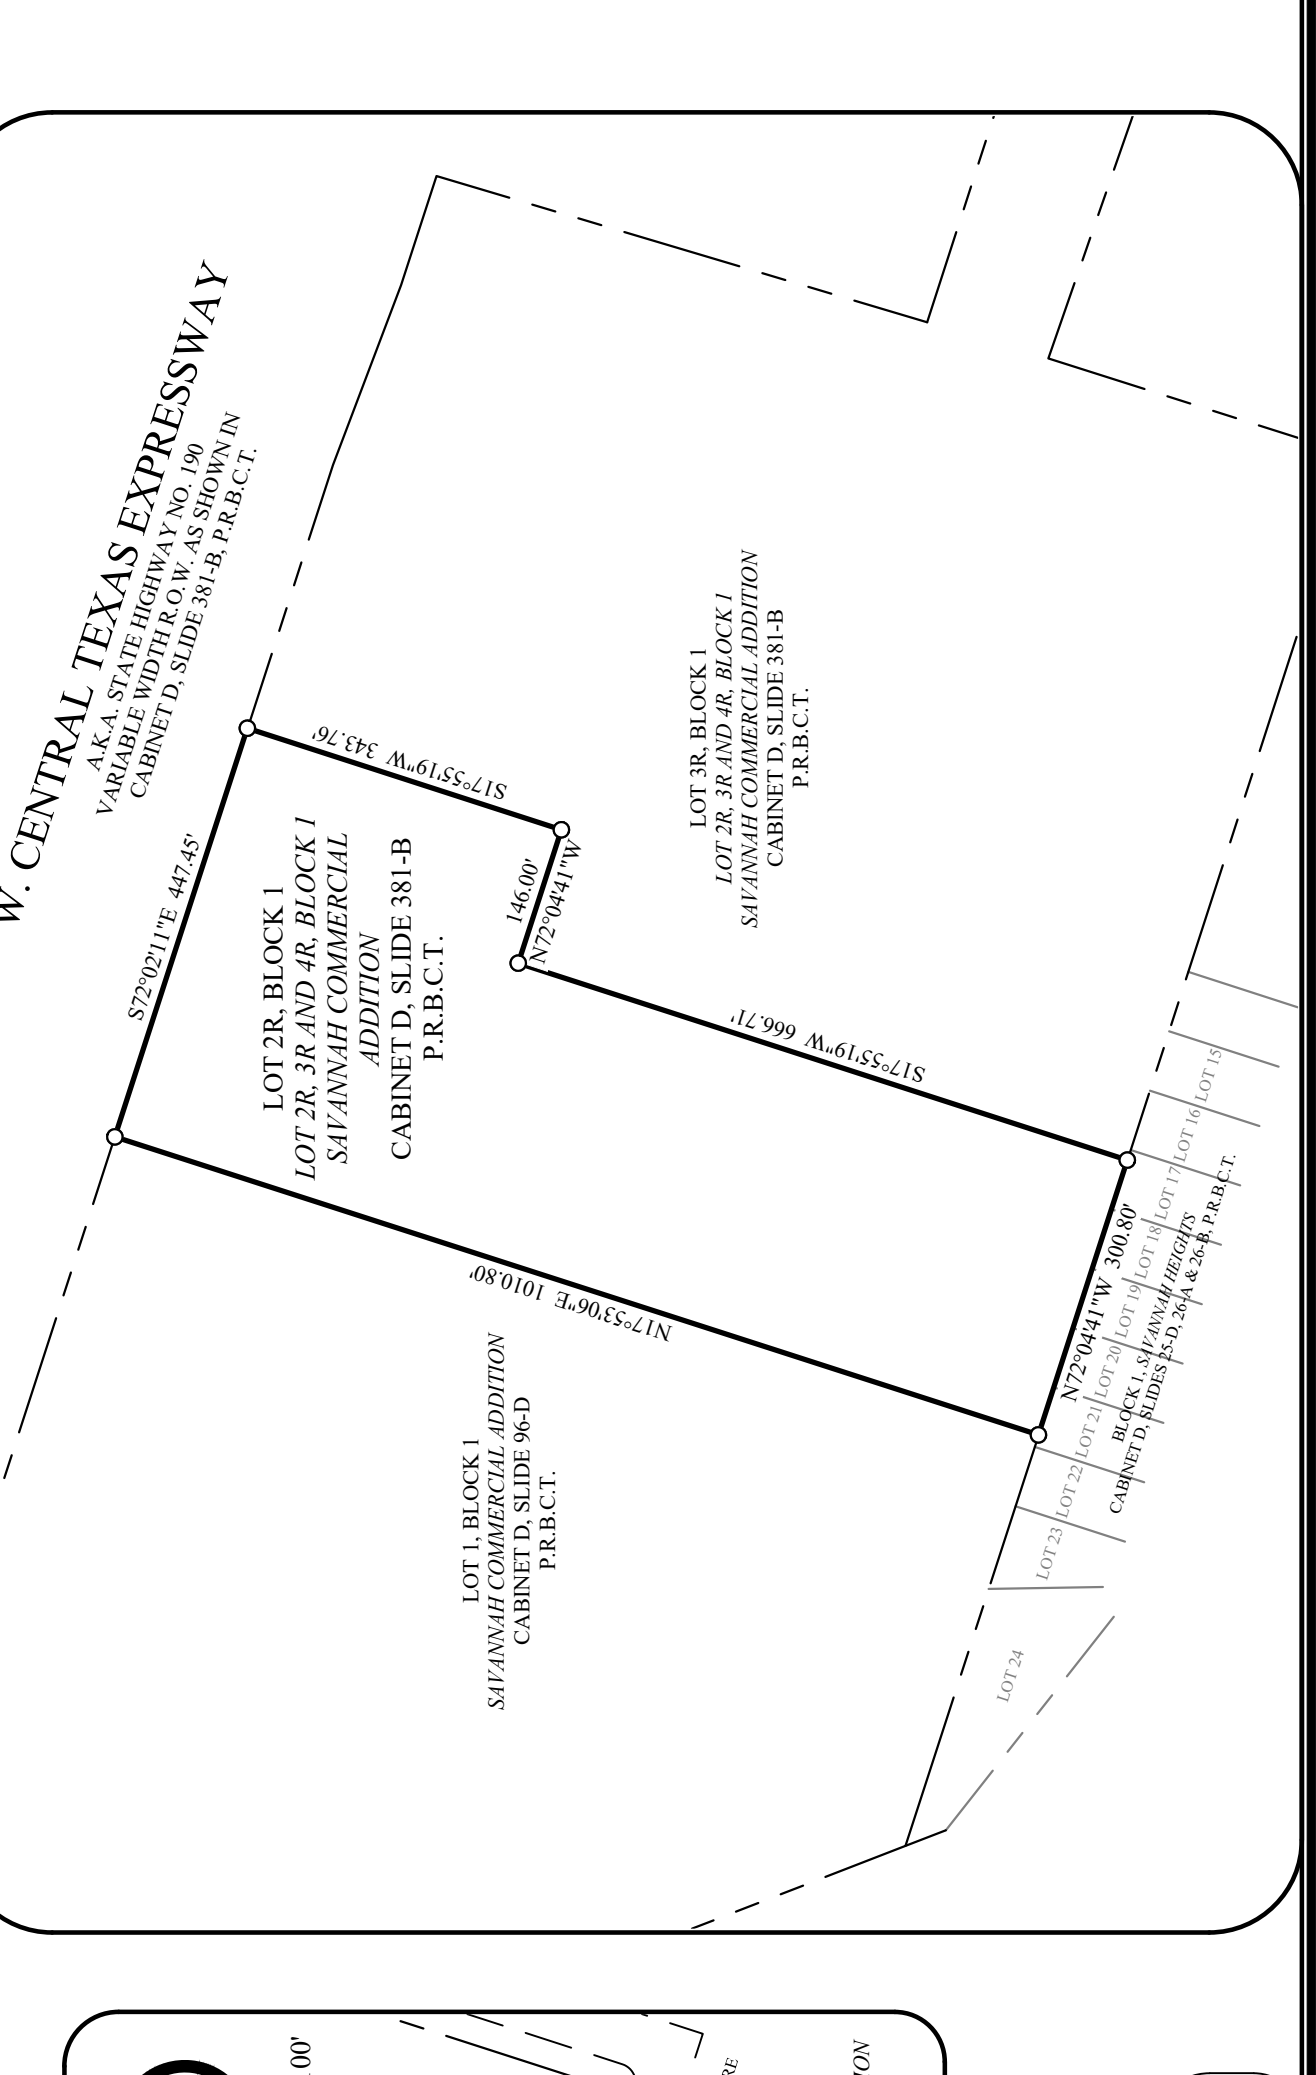 W. CENTRAL TEXAS EXPRESSWAY
A.K.A. STATE HIGHWAY NO. 190
VARIABLE WIDTH R.O.W. AS SHOWN IN
CABINET D, SLIDE 381-B, P.R.B.C.T.
S72°02'11"E 447.45'
S17°55'19"W 343.76'
146.00'
N72°04'41"W
LOT 2R, BLOCK 1
LOT 2R, 3R AND 4R, BLOCK 1
SAVANNAH COMMERCIAL
ADDITION
CABINET D, SLIDE 381-B
P.R.B.C.T.
LOT 3R, BLOCK 1
LOT 2R, 3R AND 4R, BLOCK 1
SAVANNAH COMMERCIAL ADDITION
CABINET D, SLIDE 381-B
P.R.B.C.T.
S17°55'19"W 666.71'
N17°53'06"E 1010.80'
LOT 1, BLOCK 1
SAVANNAH COMMERCIAL ADDITION
CABINET D, SLIDE 96-D
P.R.B.C.T.
N72°04'41"W 300.80'
LOT 24
LOT 23
LOT 22
LOT 21
LOT 20
LOT 19
LOT 18
LOT 17
LOT 16
LOT 15
BLOCK 1, SAVANNAH HEIGHTS
CABINET D, SLIDES 25-D, 26-A & 26-B, P.R.B.C.T.